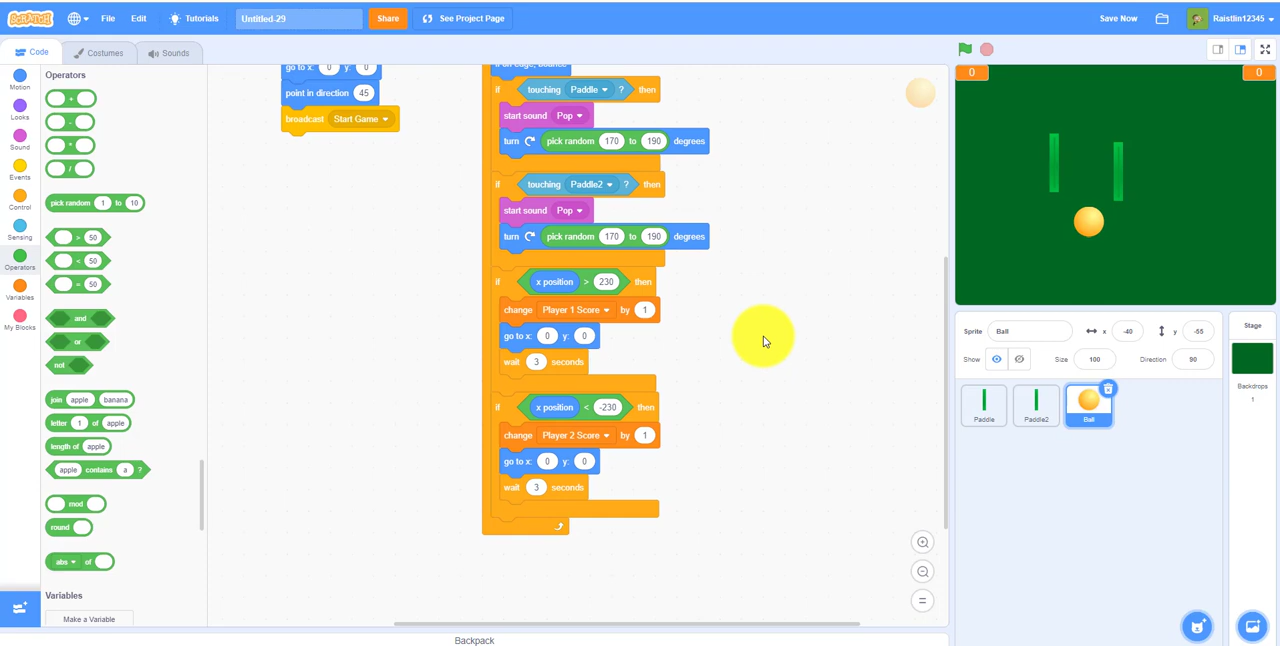 SCRATCH File Edit Tutorials Untitled-29 Share See Project Page Save Now Raistlin12345
Code Costumes Sounds
Motion
Looks
Sound
Events
Control
Sensing
Operators
Variables
My Blocks
Operators
+
-
*
/
pick random 1 to 10
> 50
< 50
= 50
and
or
not
join apple banana
letter 1 of apple
length of apple
apple contains a ?
mod
round
abs of
Variables
Make a Variable
go to x: 0 y: 0
point in direction 45
broadcast Start Game
if on edge, bounce
if touching Paddle ? then
start sound Pop
turn pick random 170 to 190 degrees
if touching Paddle2 ? then
start sound Pop
turn pick random 170 to 190 degrees
if x position > 230 then
change Player 1 Score by 1
go to x: 0 y: 0
wait 3 seconds
if x position < -230 then
change Player 2 Score by 1
go to x: 0 y: 0
wait 3 seconds
Backpack
0 0
Sprite Ball x -40 y -55
Show Size 100 Direction 90
Paddle Paddle2 Ball
Stage
Backdrops
1